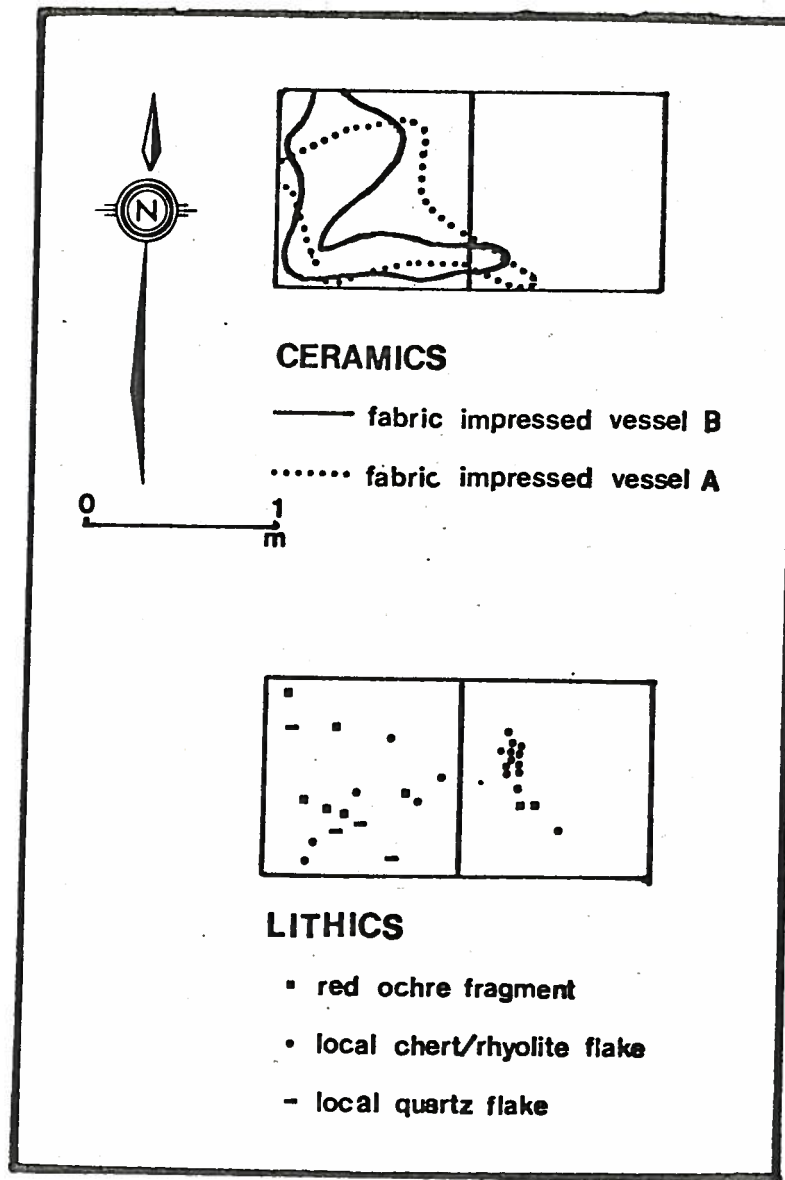 N
CERAMICS
fabric impressed vessel B
fabric impressed vessel A
0 1
m
LITHICS
red ochre fragment
local chert/rhyolite flake
local quartz flake